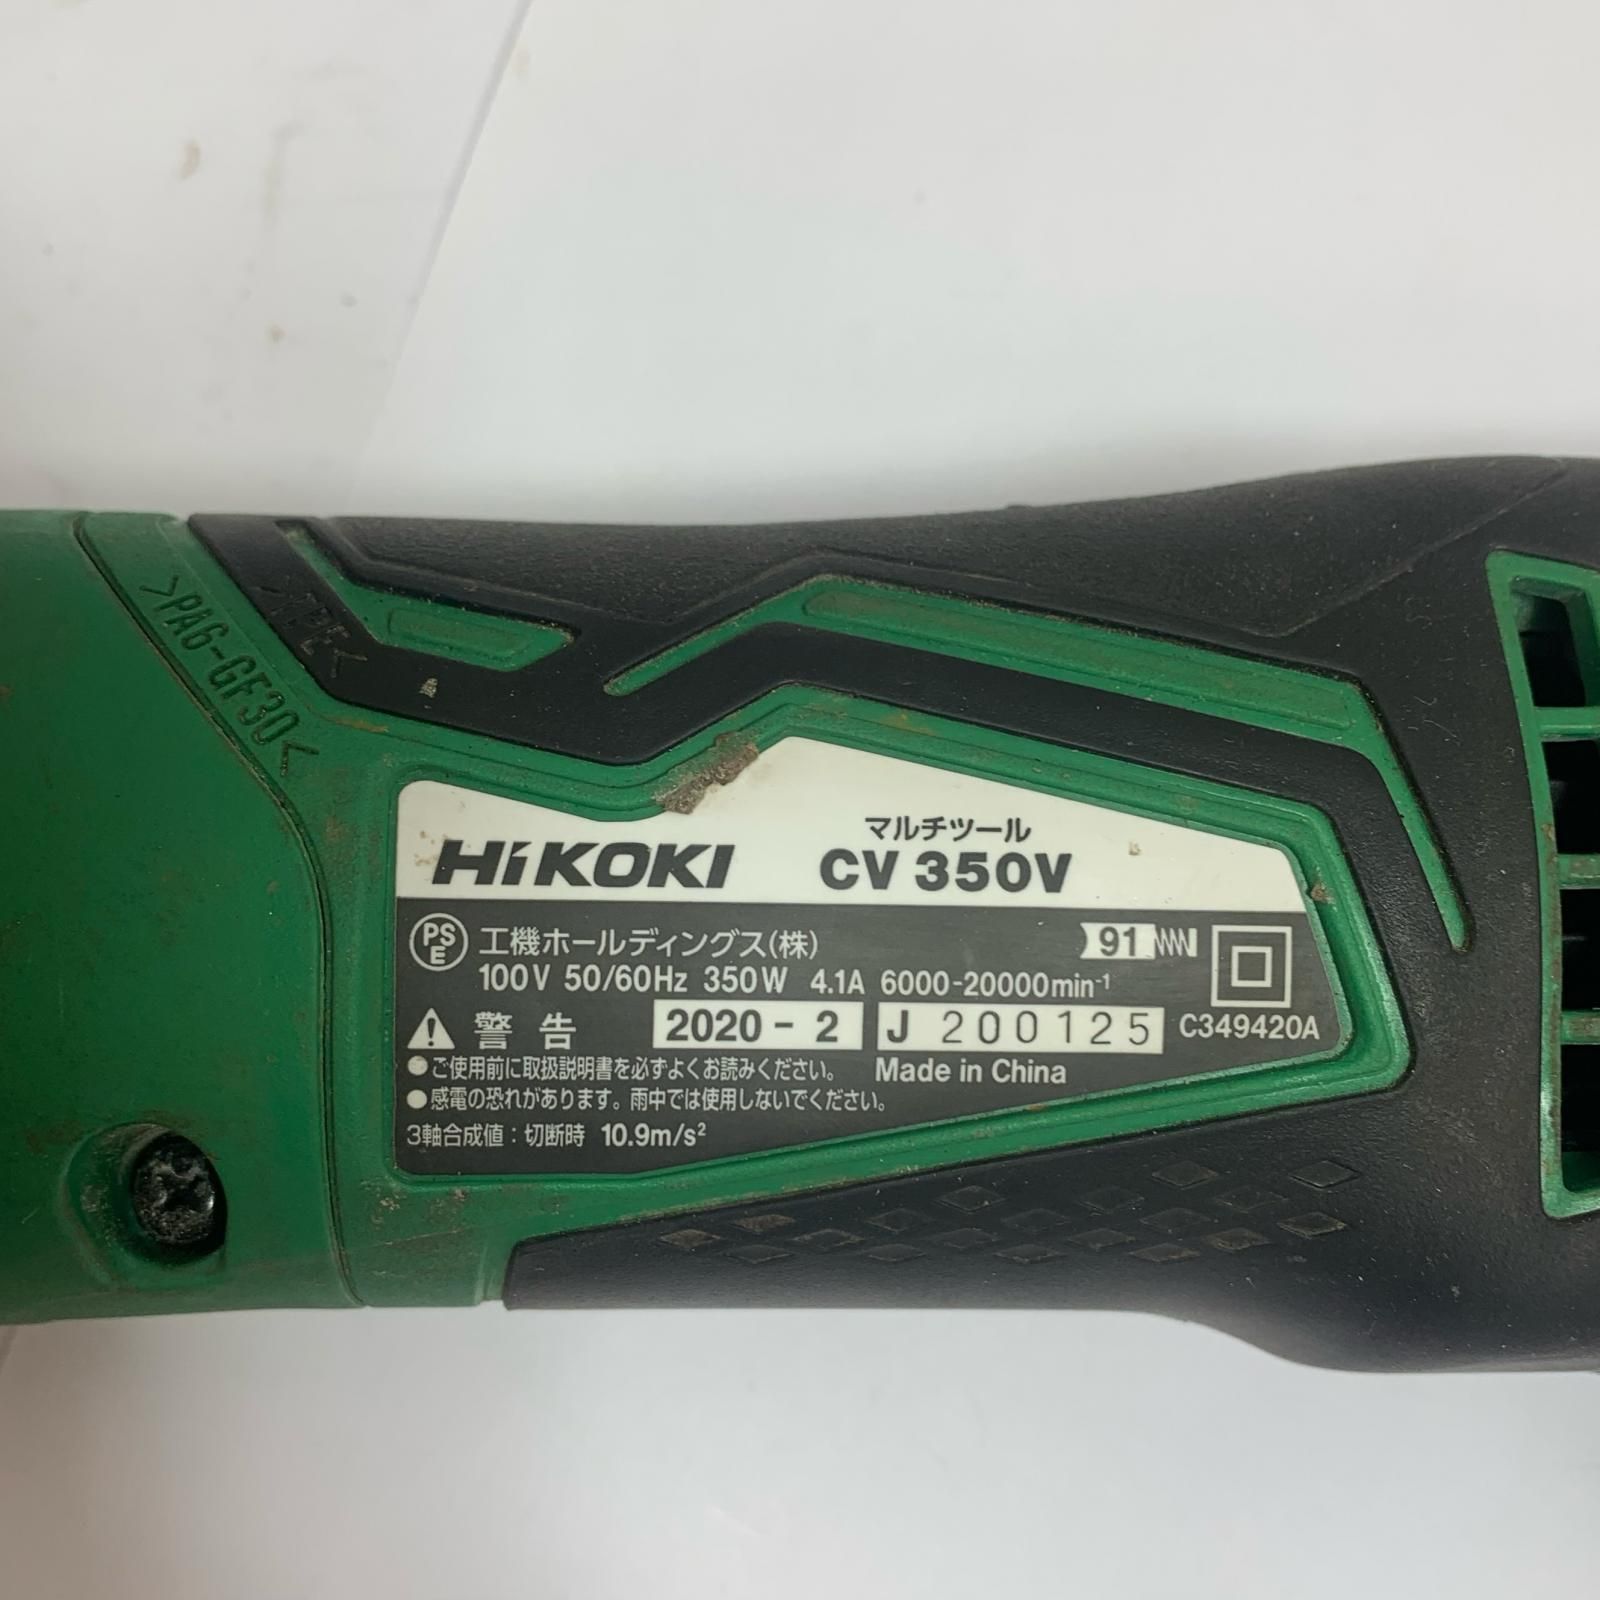 >PA6-GF30<
>TPE<
マルチツール
HiKOKI CV 350V
PSE 工機ホールディングス(株) 91
100V 50/60Hz 350W 4.1A 6000-20000min-1
警告 2020-2 J 200125 C349420A
●ご使用前に取扱説明書を必ずよくお読みください。 Made in China
●感電の恐れがあります。雨中では使用しないでください。
3軸合成値：切断時 10.9m/s²